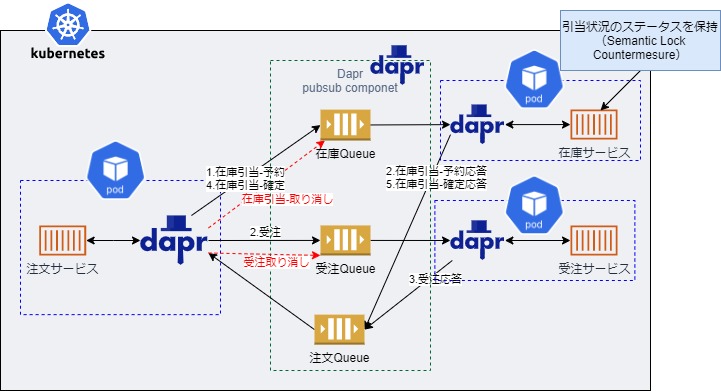 引当状況のステータスを保持
（Semantic Lock
Countermesure）
kubernetes
Dapr
pubsub componet
dapr
pod
dapr
在庫Queue
在庫サービス
1.在庫引当-予約
4.在庫引当-確定
2.在庫引当-予約応答
5.在庫引当-確定応答
在庫引当-取り消し
pod
pod
dapr
2.受注
dapr
注文サービス
受注取り消し
受注Queue
受注サービス
3.受注応答
注文Queue